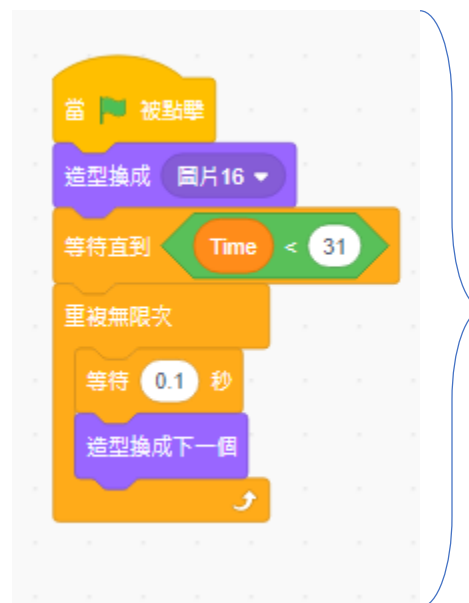 當 被點擊
造型換成 圖片16
等待直到 Time < 31
重複無限次
等待 0.1 秒
造型換成下一個